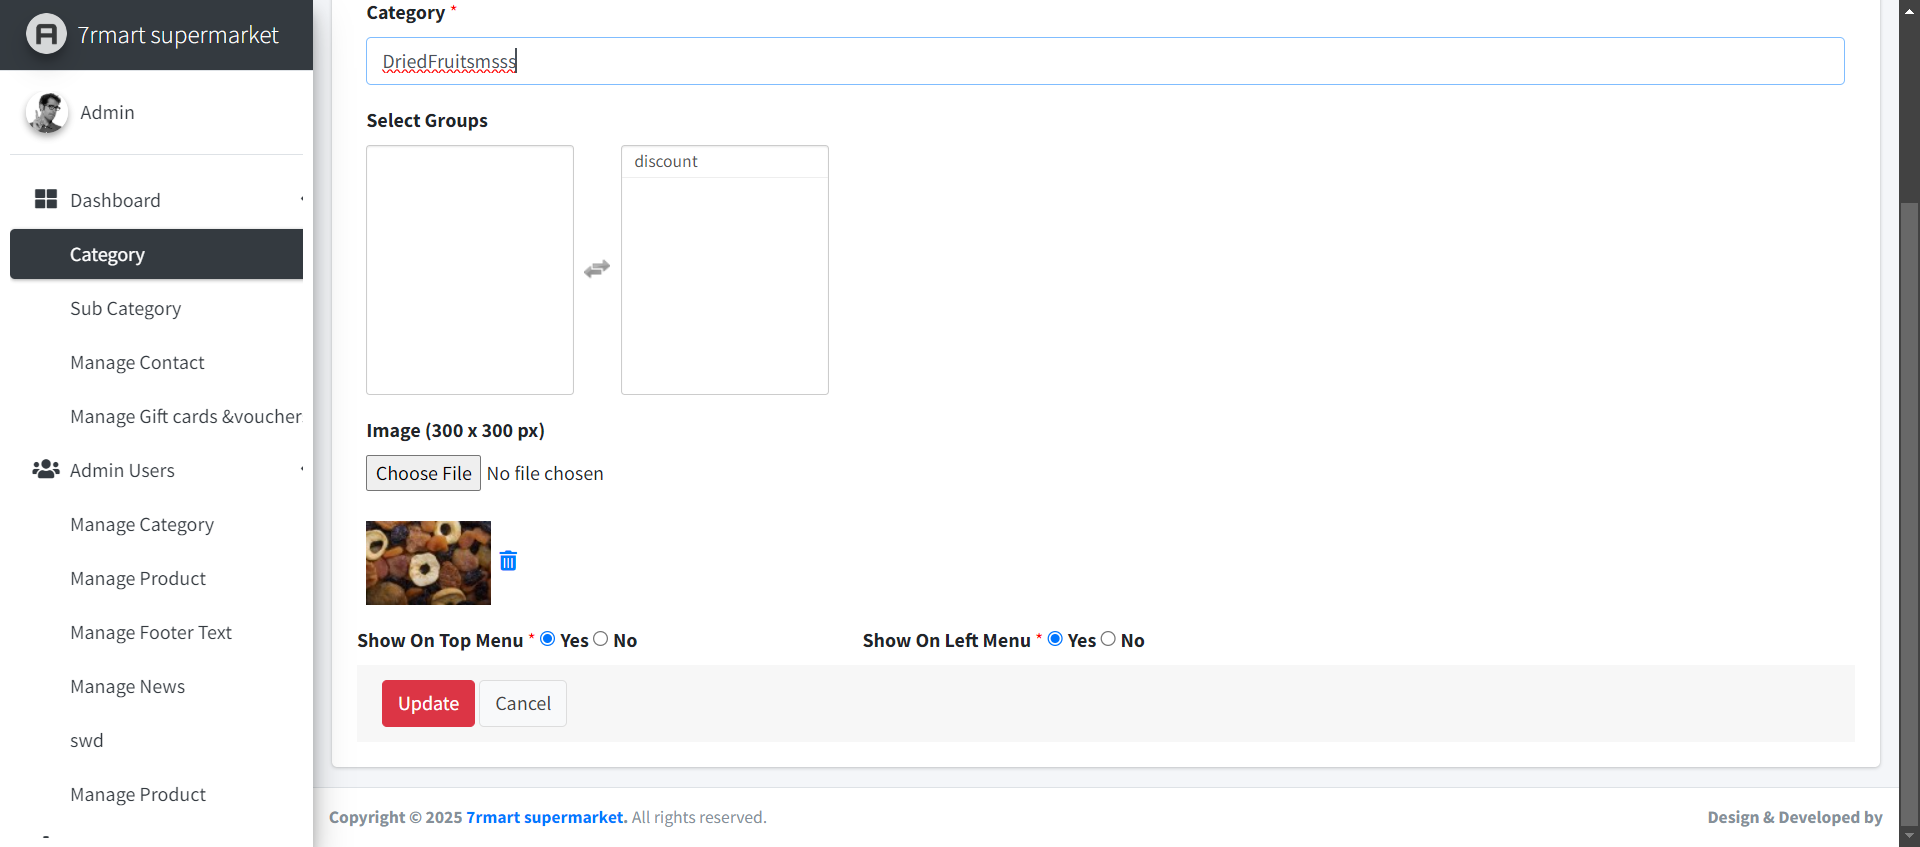 7rmart supermarket
Admin
Dashboard
Category
Sub Category
Manage Contact
Manage Gift cards &voucher
Admin Users
Manage Category
Manage Product
Manage Footer Text
Manage News
swd
Manage Product
Category *
DriedFruitsmsss
Select Groups
discount
Image (300 x 300 px)
Choose File No file chosen
Show On Top Menu * Yes No
Show On Left Menu * Yes No
Update Cancel
Copyright © 2025 7rmart supermarket. All rights reserved.
Design & Developed by